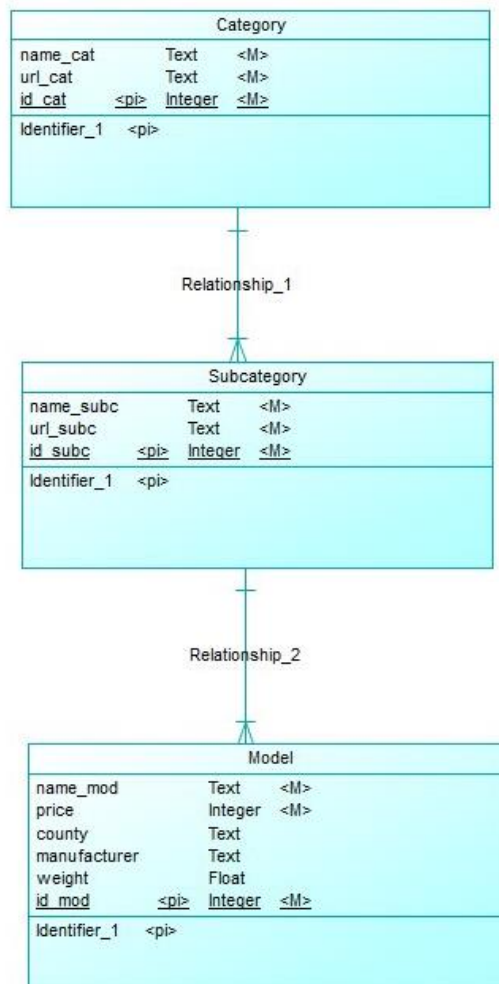 Category
name_cat Text <M>
url_cat Text <M>
id_cat <pi> Integer <M>
Identifier_1 <pi>
Relationship_1
Subcategory
name_subc Text <M>
url_subc Text <M>
id_subc <pi> Integer <M>
Identifier_1 <pi>
Relationship_2
Model
name_mod Text <M>
price Integer <M>
county Text
manufacturer Text
weight Float
id_mod <pi> Integer <M>
Identifier_1 <pi>